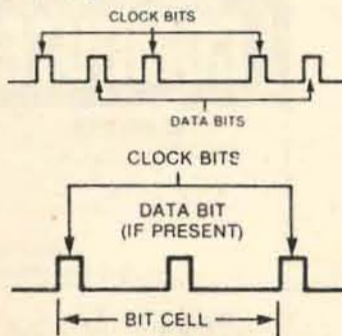 CLOCK BITS
DATA BITS
CLOCK BITS
DATA BIT
(IF PRESENT)
BIT CELL